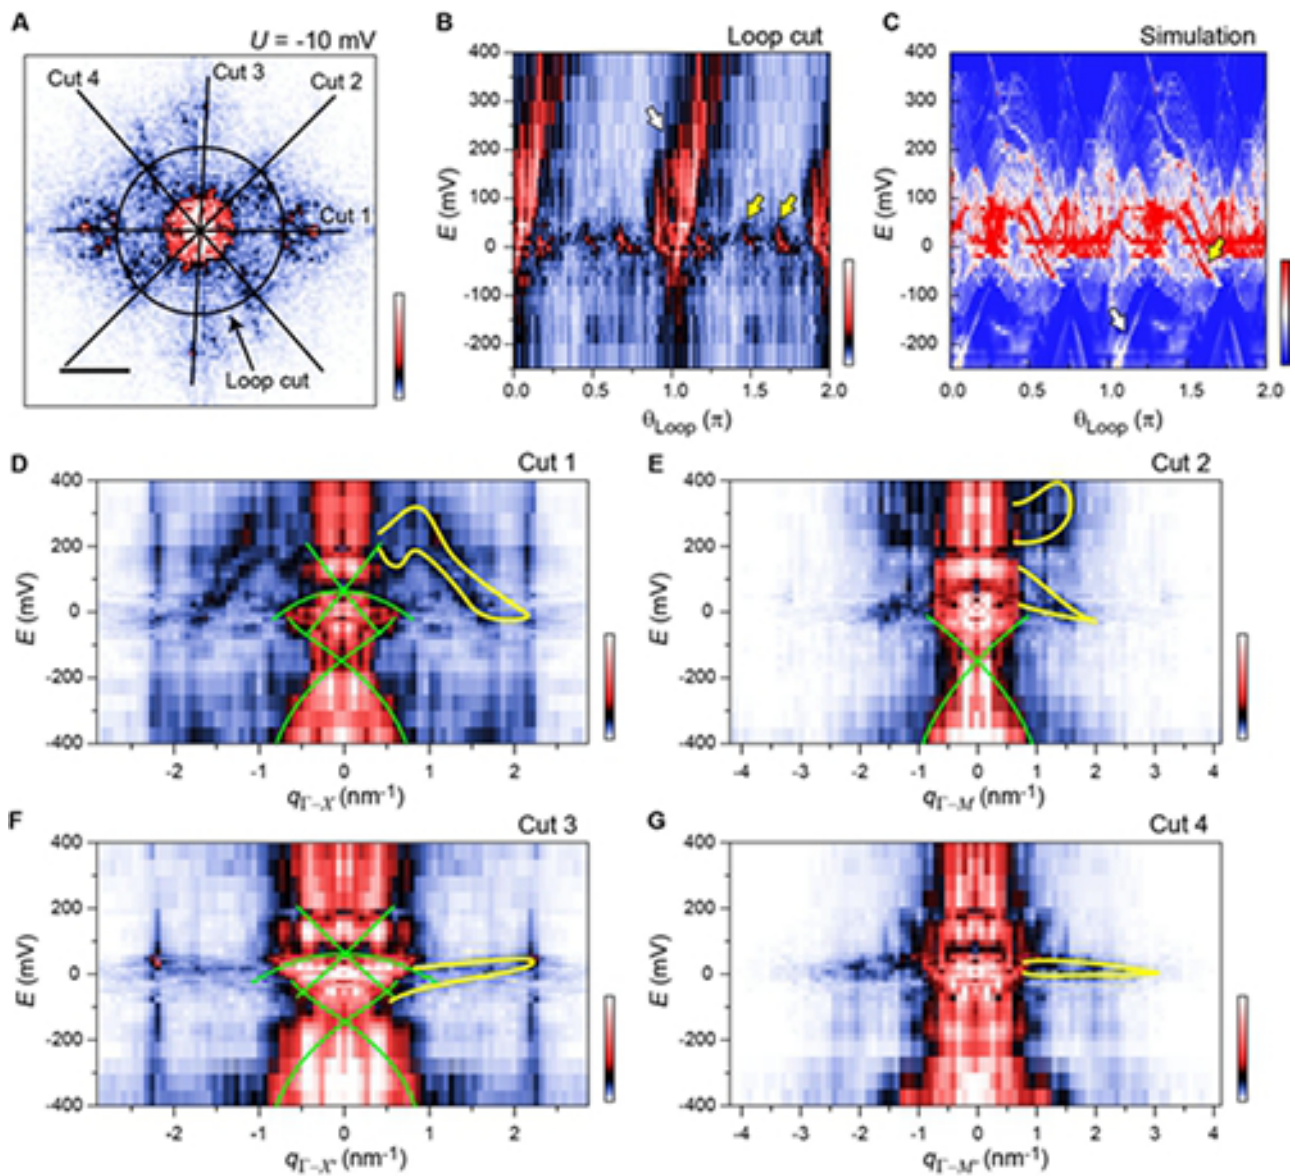 A
U = -10 mV
Cut 4
Cut 3
Cut 2
Cut 1
Loop cut
B
Loop cut
E (mV)
400
300
200
100
0
-100
-200
0.0 0.5 1.0 1.5 2.0
θLoop (π)
C
Simulation
E (mV)
400
300
200
100
0
-100
-200
0.0 0.5 1.0 1.5 2.0
θLoop (π)
D
Cut 1
E (mV)
400
200
0
-200
-400
-2 -1 0 1 2
qΓ–X (nm-1)
E
Cut 2
E (mV)
400
200
0
-200
-400
-4 -3 -2 -1 0 1 2 3 4
qΓ–M (nm-1)
F
Cut 3
E (mV)
400
200
0
-200
-400
-2 -1 0 1 2
qΓ–X' (nm-1)
G
Cut 4
E (mV)
400
200
0
-200
-400
-4 -3 -2 -1 0 1 2 3 4
qΓ–M' (nm-1)